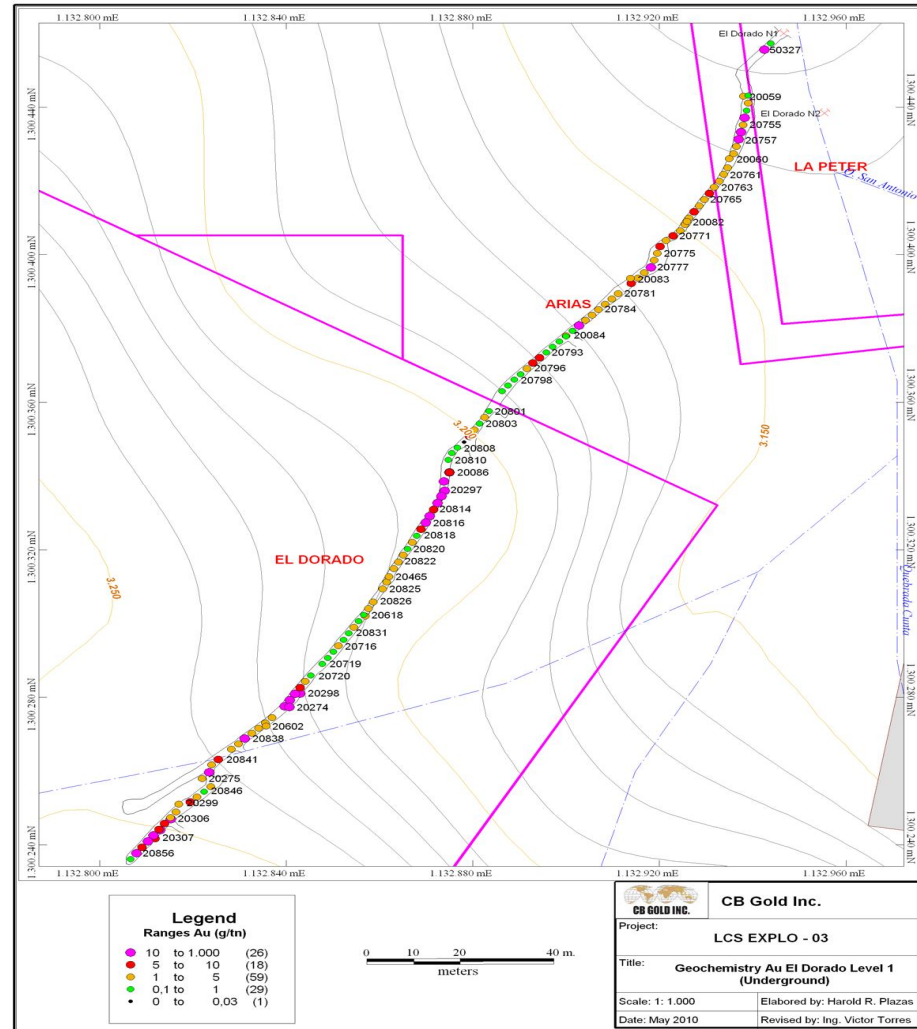 1.132.800 mE 1.132.840 mE 1.132.880 mE 1.132.920 mE 1.132.960 mE
El Dorado N1
50327
20059
1.300.440 mN 1.300.440 mN
El Dorado N2
20755
20757
20060
LA PETER
20761
Q. San Antonio
20763
20765
20082
20771
1.300.400 mN 1.300.400 mN
20775
20777
20083
20781
ARIAS
20784
20084
20793
20796
20798
1.300.360 mN 1.300.360 mN
20801
20803
3.200
3.150
20808
20810
20086
20297
20814
20816
20818
1.300.320 mN 1.300.320 mN
20820
EL DORADO
20822
20465
3.250
20825
Quebrada Cunta
20826
20618
20831
20716
20719
20720
1.300.280 mN 1.300.280 mN
20298
20274
20602
20838
20841
20275
20846
20299
20306
20307
1.300.240 mN 1.300.240 mN
20856
1.132.800 mE 1.132.840 mE 1.132.880 mE 1.132.920 mE 1.132.960 mE
Legend
Ranges Au (g/tn)
10 to 1.000 (26)
5 to 10 (18)
1 to 5 (59)
0,1 to 1 (29)
0 to 0,03 (1)
0 20 40 m.
meters
CB GOLD INC.
CB Gold Inc.
Project:
LCS EXPLO - 03
Title:
Geochemistry Au El Dorado Level 1
(Underground)
Scale: 1: 1.000
Elabored by: Harold R. Plazas
Date: May 2010
Revised by: Ing. Victor Torres